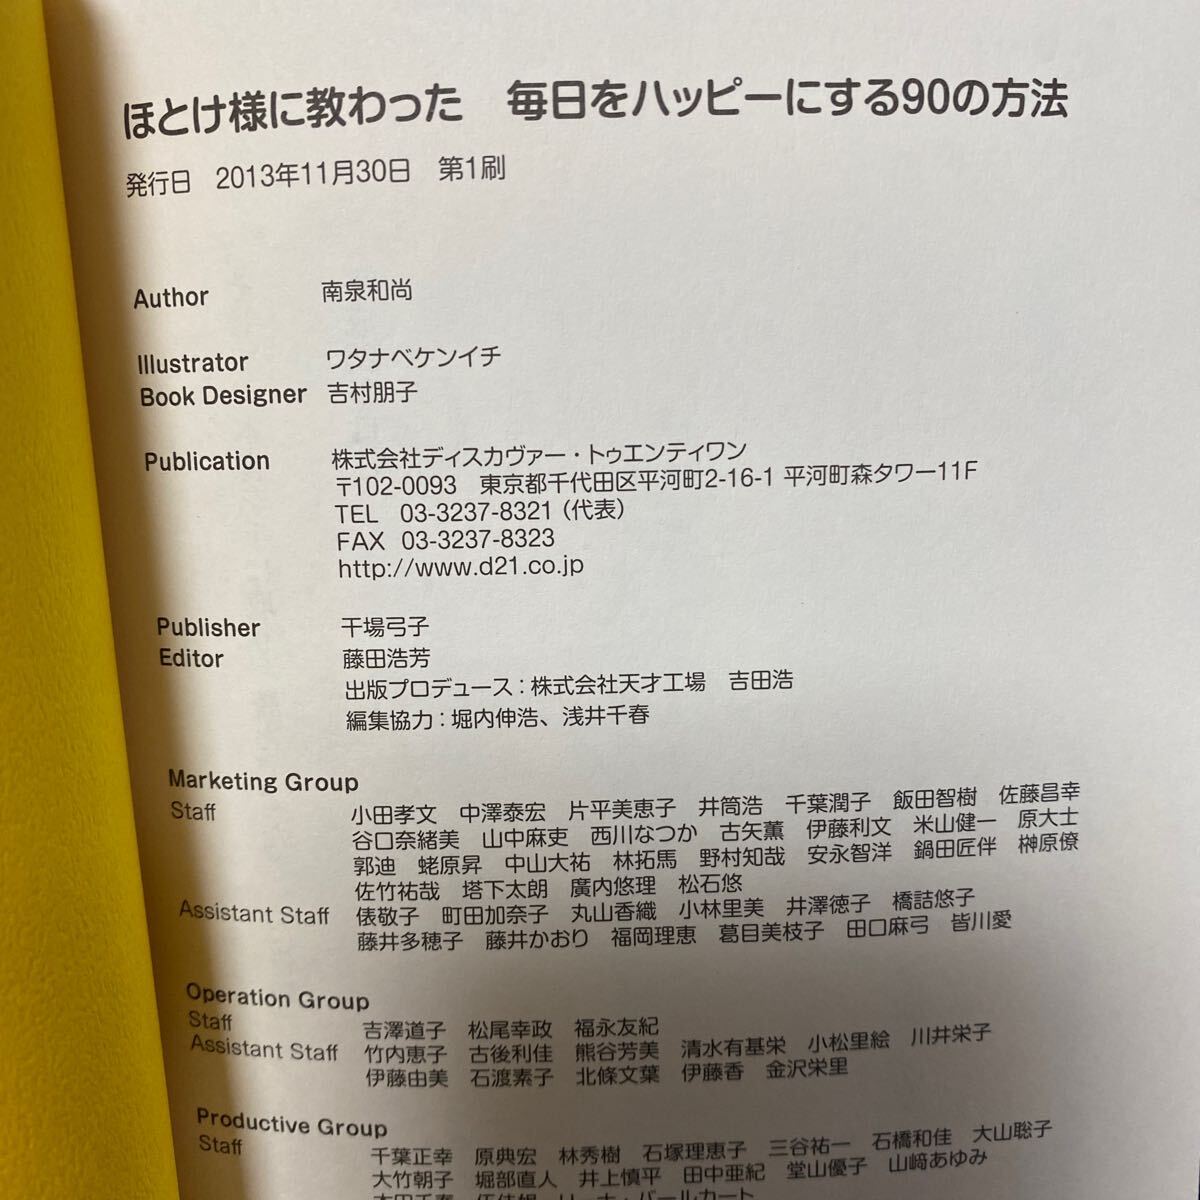 ほとけ様に教わった 毎日をハッピーにする90の方法
発行日 2013年11月30日 第1刷
Author 南泉和尚
Illustrator ワタナベケンイチ
Book Designer 吉村朋子
Publication 株式会社ディスカヴァー・トゥエンティワン
〒102-0093 東京都千代田区平河町2-16-1 平河町森タワー11F
TEL 03-3237-8321（代表）
FAX 03-3237-8323
http://www.d21.co.jp
Publisher 干場弓子
Editor 藤田浩芳
出版プロデュース：株式会社天才工場 吉田浩
編集協力：堀内伸浩、浅井千春
Marketing Group
Staff 小田孝文 中澤泰宏 片平美恵子 井筒浩 千葉潤子 飯田智樹 佐藤昌幸
谷口奈緒美 山中麻吏 西川なつか 古矢薫 伊藤利文 米山健一 原大士
郭迪 蛯原昇 中山大祐 林拓馬 野村知哉 安永智洋 鍋田匠伴 榊原僚
佐竹祐哉 塔下太朗 廣内悠理 松石悠
Assistant Staff 俵敬子 町田加奈子 丸山香織 小林里美 井澤徳子 橋詰悠子
藤井多穂子 藤井かおり 福岡理恵 葛目美枝子 田口麻弓 皆川愛
Operation Group
Staff 吉澤道子 松尾幸政 福永友紀
Assistant Staff 竹内恵子 古後利佳 熊谷芳美 清水有基栄 小松里絵 川井栄子
伊藤由美 石渡素子 北條文葉 伊藤香 金沢栄里
Productive Group
Staff 千葉正幸 原典宏 林秀樹 石塚理恵子 三谷祐一 石橋和佳 大山聡子
大竹朝子 堀部直人 井上慎平 田中亜紀 堂山優子 山﨑あゆみ